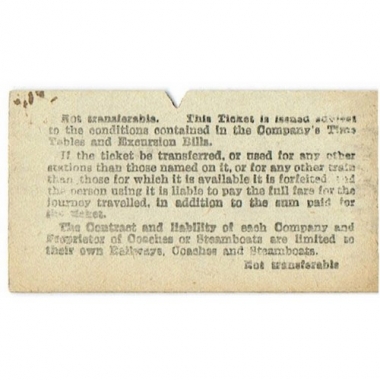 Not transferable. This Ticket is issued subject
to the conditions contained in the Company's Time
Tables and Excursion Bills.
If the ticket be transferred, or used for any other
stations than those named on it, or for any other train
than those for which it is available it is forfeited and
the person using it is liable to pay the full fare for the
journey travelled, in addition to the sum paid for
the ticket.
The Contract and liability of each Company and
Proprietor of Coaches or Steamboats are limited to
their own Railways, Coaches and Steamboats.
Not transferable